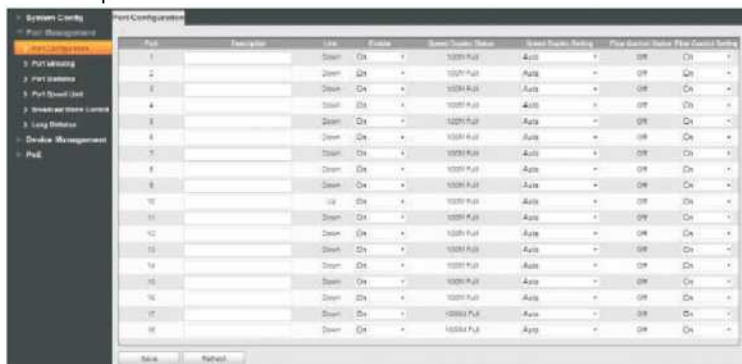 System Config
Port Management
Port Configuration
Port Mirroring
Port Statistics
Port Speed Limit
Broadcast Storm Control
Long Distance
Device Management
PoE
Port Configuration
Port Description Link Enable Speed Duplex Status Speed Duplex Setting Flow Control Status Flow Control Setting
1 Down On 100M Full Auto Off On
2 Down On 100M Full Auto Off On
3 Down On 100M Full Auto Off On
4 Down On 100M Full Auto Off On
5 Down On 100M Full Auto Off On
6 Down On 100M Full Auto Off On
7 Down On 100M Full Auto Off On
8 Down On 100M Full Auto Off On
9 Down On 100M Full Auto Off On
10 Up On 100M Full Auto Off On
11 Down On 100M Full Auto Off On
12 Down On 100M Full Auto Off On
13 Down On 100M Full Auto Off On
14 Down On 100M Full Auto Off On
15 Down On 100M Full Auto Off On
16 Down On 100M Full Auto Off On
17 Down On 1000M Full Auto Off On
18 Down On 1000M Full Auto Off On
Save Refresh